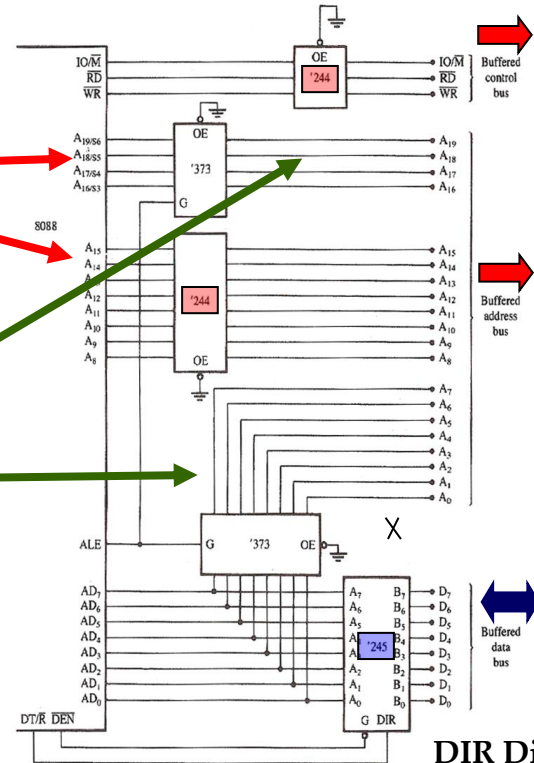 OE
'244
IO/M̅
R̅D̅
W̅R̅
IO/M̅
R̅D̅
W̅R̅
Buffered
control
bus
A19/S6
A18/S5
A17/S4
A16/S3
OE
'373
G
A19
A18
A17
A16
8088
A15
A14
A12
A11
A10
A9
A8
'244
OE
A15
A14
A13
A12
A11
A10
A9
A8
Buffered
address
bus
A7
A6
A5
A4
A3
A2
A1
A0
X
ALE
G '373 OE
AD7
AD6
AD5
AD4
AD3
AD2
AD1
AD0
A7 B7
A6 B6
A5 B5
B4
B3
A2 B2
A1 B1
A0 B0
'245
G DIR
D7
D6
D5
D4
D3
D2
D1
D0
Buffered
data
bus
DT/R̅ D̅E̅N̅
DIR Di